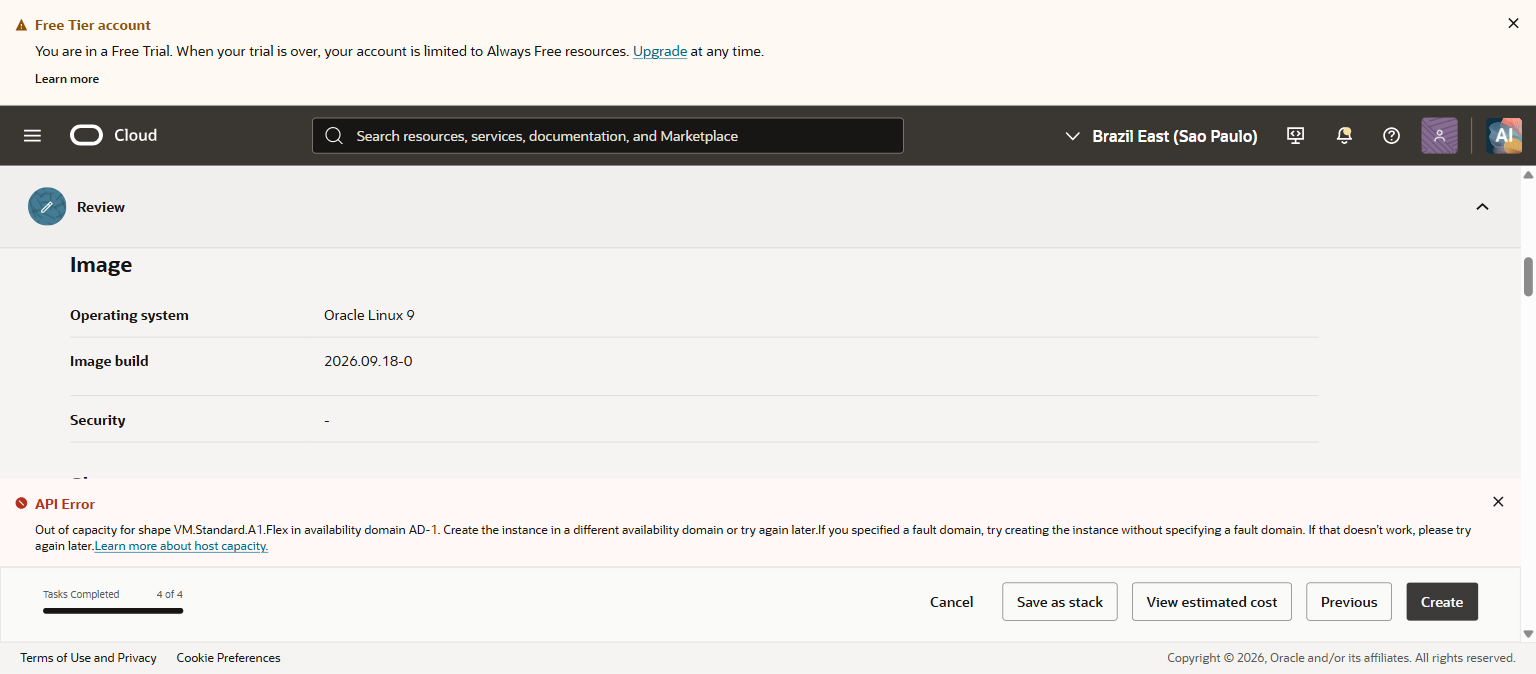 Free Tier account
You are in a Free Trial. When your trial is over, your account is limited to Always Free resources. Upgrade at any time.
Learn more
Cloud
Search resources, services, documentation, and Marketplace
Brazil East (Sao Paulo)
AI
Review
Image
Operating system Oracle Linux 9
Image build 2026.09.18-0
Security -
API Error
Out of capacity for shape VM.Standard.A1.Flex in availability domain AD-1. Create the instance in a different availability domain or try again later.If you specified a fault domain, try creating the instance without specifying a fault domain. If that doesn't work, please try
again later.Learn more about host capacity.
Tasks Completed 4 of 4
Cancel
Save as stack
View estimated cost
Previous
Create
Terms of Use and Privacy Cookie Preferences
Copyright © 2026, Oracle and/or its affiliates. All rights reserved.